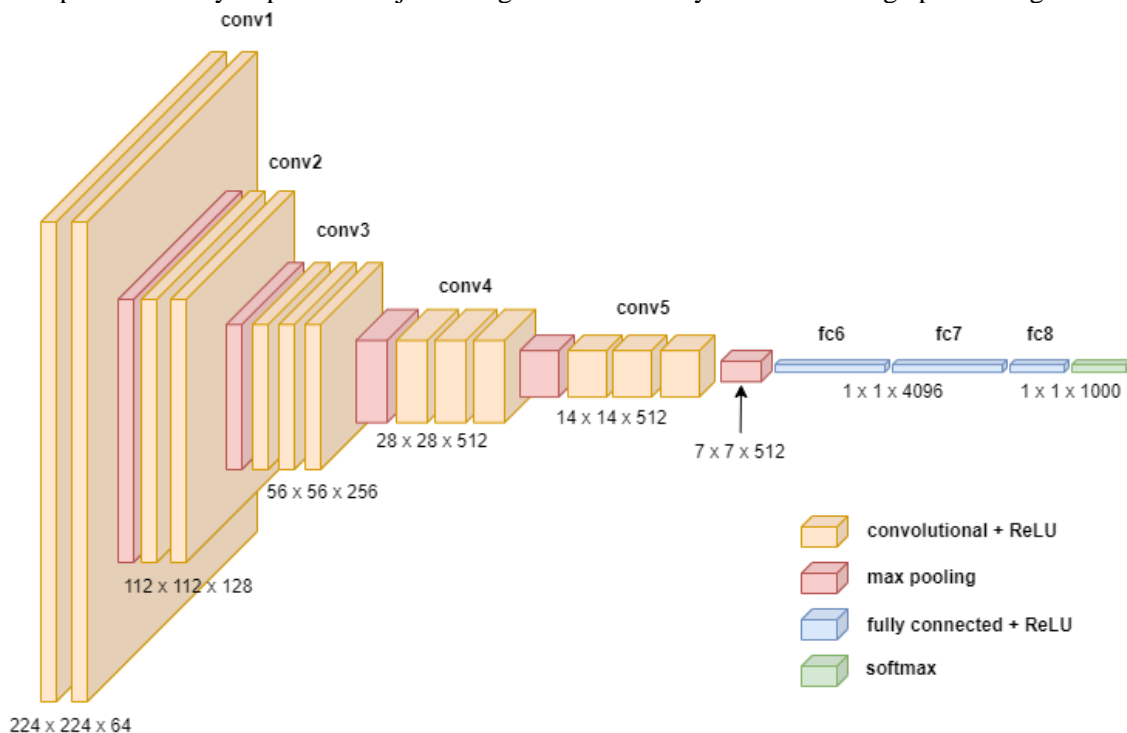 conv1
conv2
conv3
conv4
conv5
fc6
fc7
fc8
1 x 1 x 4096
1 x 1 x 1000
14 x 14 x 512
28 x 28 x 512
7 x 7 x 512
56 x 56 x 256
112 x 112 x 128
224 x 224 x 64
convolutional + ReLU
max pooling
fully connected + ReLU
softmax